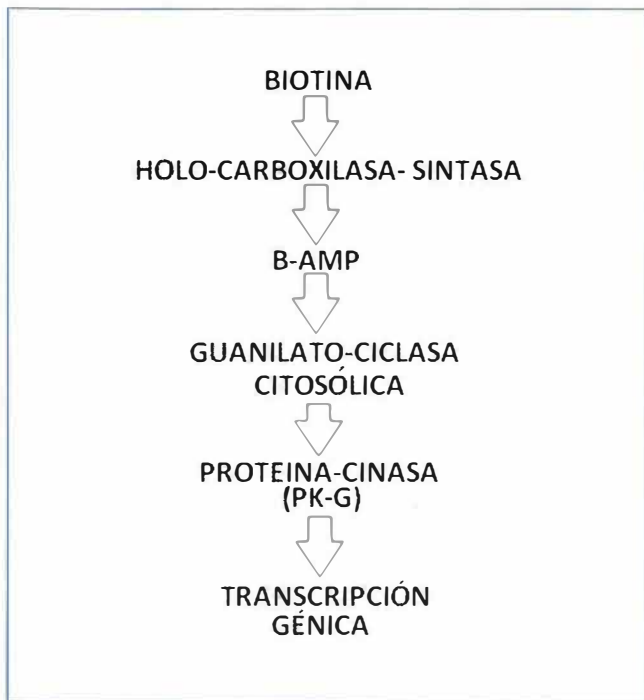 BIOTINA
HOLO-CARBOXILASA- SINTASA
B-AMP
GUANILATO-CICLASA
CITOSÓLICA
PROTEINA-CINASA
(PK-G)
TRANSCRIPCIÓN
GÉNICA